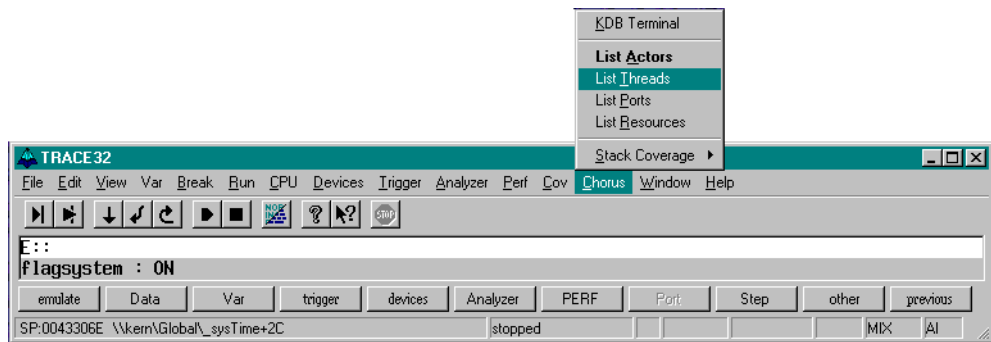 KDB Terminal
List Actors
List Threads
List Ports
List Resources
Stack Coverage
TRACE32
File Edit View Var Break Run CPU Devices Trigger Analyzer Perf Cov Chorus Window Help
NOR
STOP
E::
flagsystem : ON
emulate Data Var trigger devices Analyzer PERF Port Step other previous
SP:0043306E \\kern\Global\_sysTime+2C stopped MIX AI